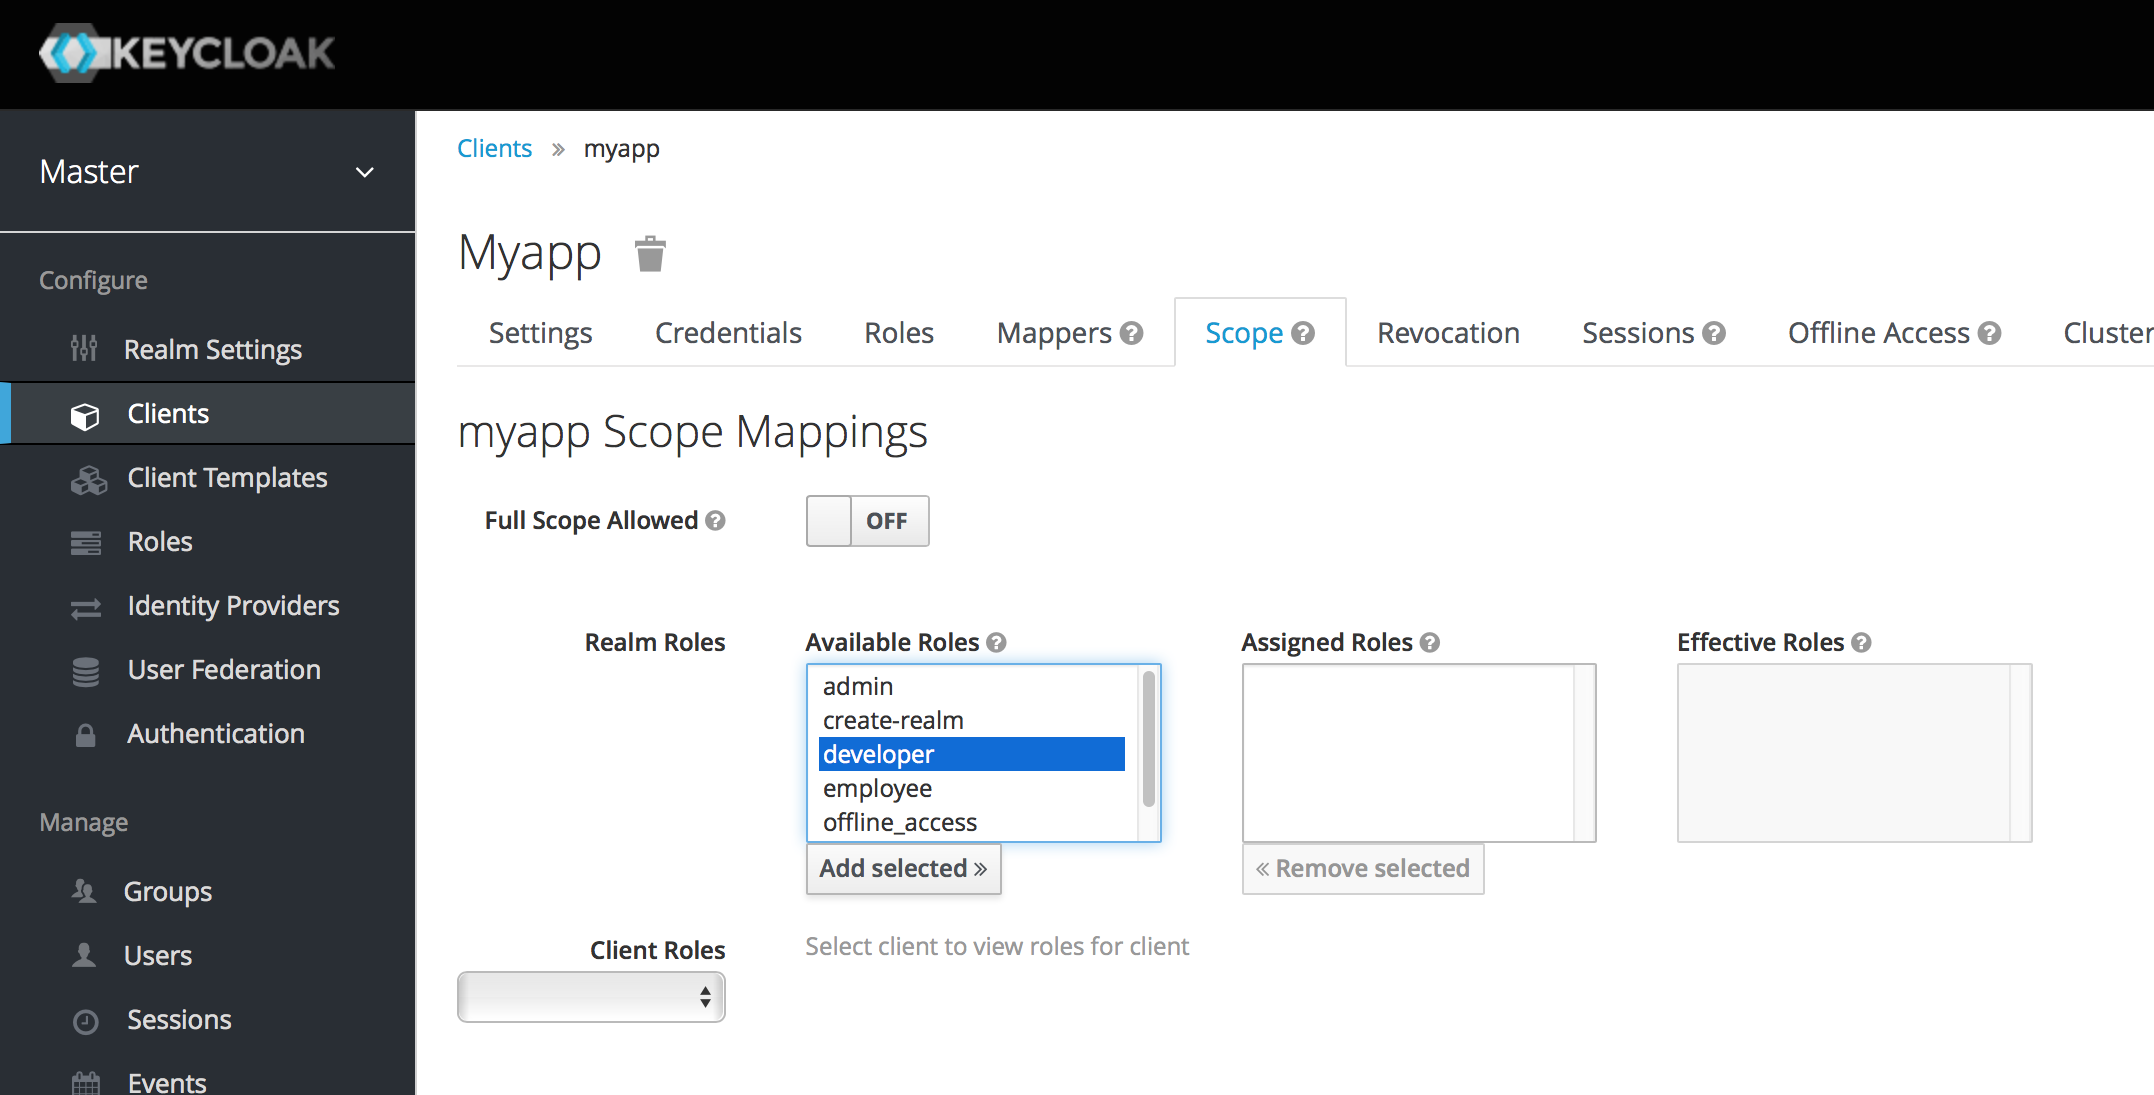 KEYCLOAK
Master
Configure
Realm Settings
Clients
Client Templates
Roles
Identity Providers
User Federation
Authentication
Manage
Groups
Users
Sessions
Events
Clients » myapp
Myapp
Settings Credentials Roles Mappers ? Scope ? Revocation Sessions ? Offline Access ? Cluster
myapp Scope Mappings
Full Scope Allowed ? OFF
Realm Roles Available Roles ? Assigned Roles ? Effective Roles ?
admin
create-realm
developer
employee
offline_access
Add selected » « Remove selected
Client Roles Select client to view roles for client